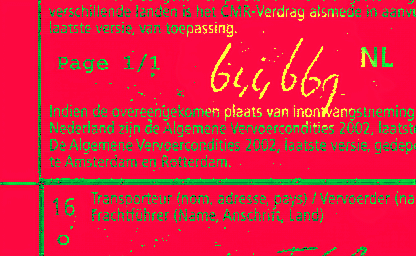 verschillende landen is het CMR-Verdrag alsmede in aanv
laatste versie, van toepassing.
Page 1/1
NL
Indien de overeengekomen plaats van inontvangstneming
Nederland zijn de Algemene Vervoercondities 2002, laatste
De Algemene Vervoercondities 2002, laatste versie, gedepo
te Amsterdam en Rotterdam.
16 Transporteur (nom, adresse, pays) / Vervoerder (na
Frachtführer (Name, Anschrift, Land)